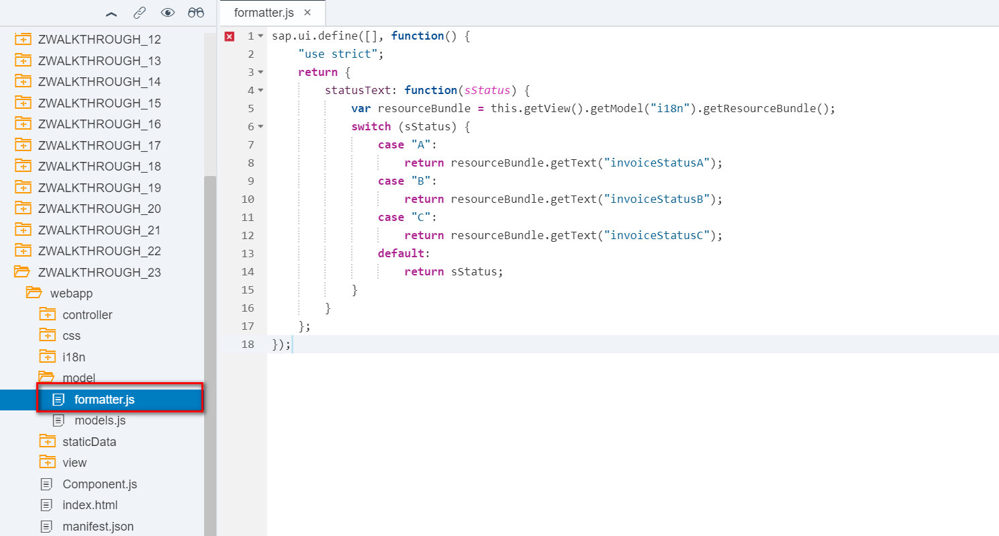 formatter.js ×
ZWALKTHROUGH_12
ZWALKTHROUGH_13
ZWALKTHROUGH_14
ZWALKTHROUGH_15
ZWALKTHROUGH_16
ZWALKTHROUGH_17
ZWALKTHROUGH_18
ZWALKTHROUGH_19
ZWALKTHROUGH_20
ZWALKTHROUGH_21
ZWALKTHROUGH_22
ZWALKTHROUGH_23
webapp
controller
css
i18n
model
formatter.js
models.js
staticData
view
Component.js
index.html
manifest.json
1 sap.ui.define([], function() {
2 "use strict";
3 return {
4 statusText: function(sStatus) {
5 var resourceBundle = this.getView().getModel("i18n").getResourceBundle();
6 switch (sStatus) {
7 case "A":
8 return resourceBundle.getText("invoiceStatusA");
9 case "B":
10 return resourceBundle.getText("invoiceStatusB");
11 case "C":
12 return resourceBundle.getText("invoiceStatusC");
13 default:
14 return sStatus;
15 }
16 }
17 };
18 });